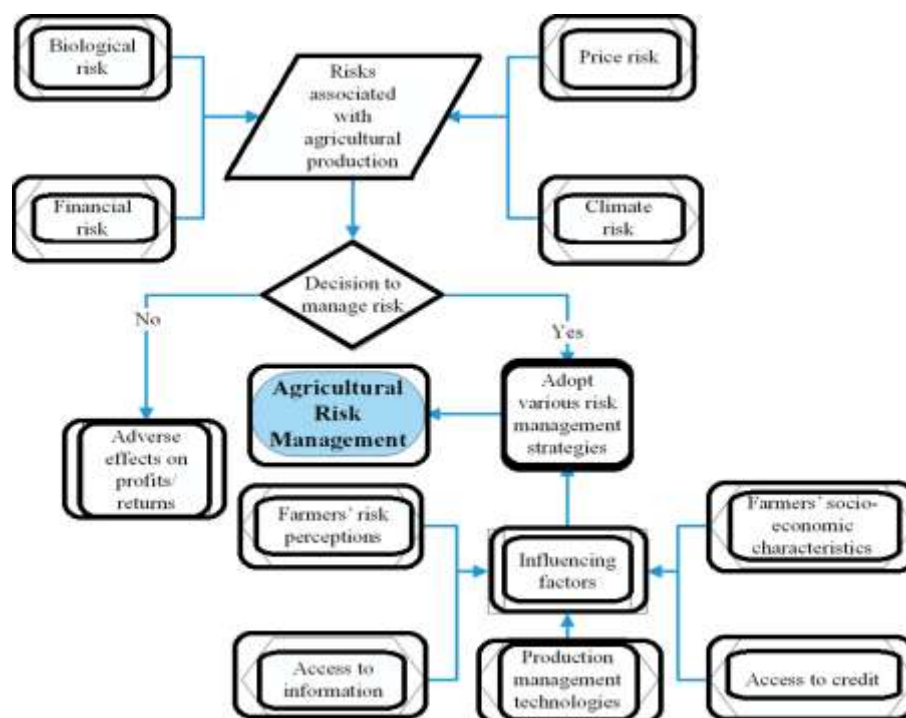 Biological
risk
Price risk
Risks
associated
with
agricultural
production
Financial
risk
Climate
risk
Decision to
manage risk
No
Yes
Agricultural
Risk
Management
Adopt
various risk
management
strategies
Adverse
effects on
profits/
returns
Farmers’ risk
perceptions
Farmers’ socio-
economic
characteristics
Influencing
factors
Access to
information
Production
management
technologies
Access to credit